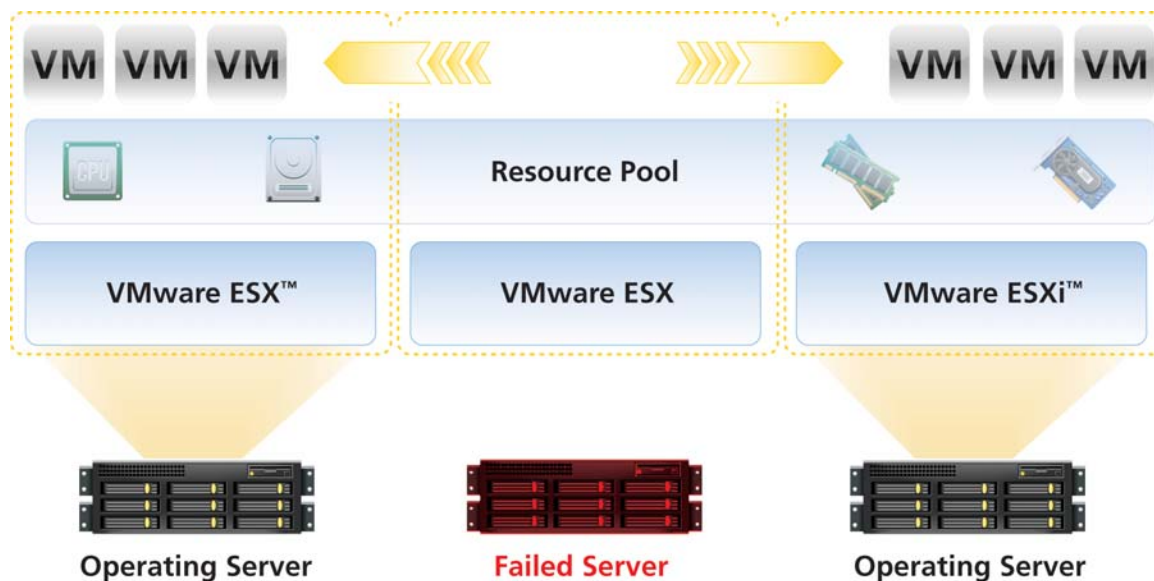 VM VM VM VM VM VM
CPU
Resource Pool
VMware ESX™
VMware ESX
VMware ESXi™
Operating Server
Failed Server
Operating Server